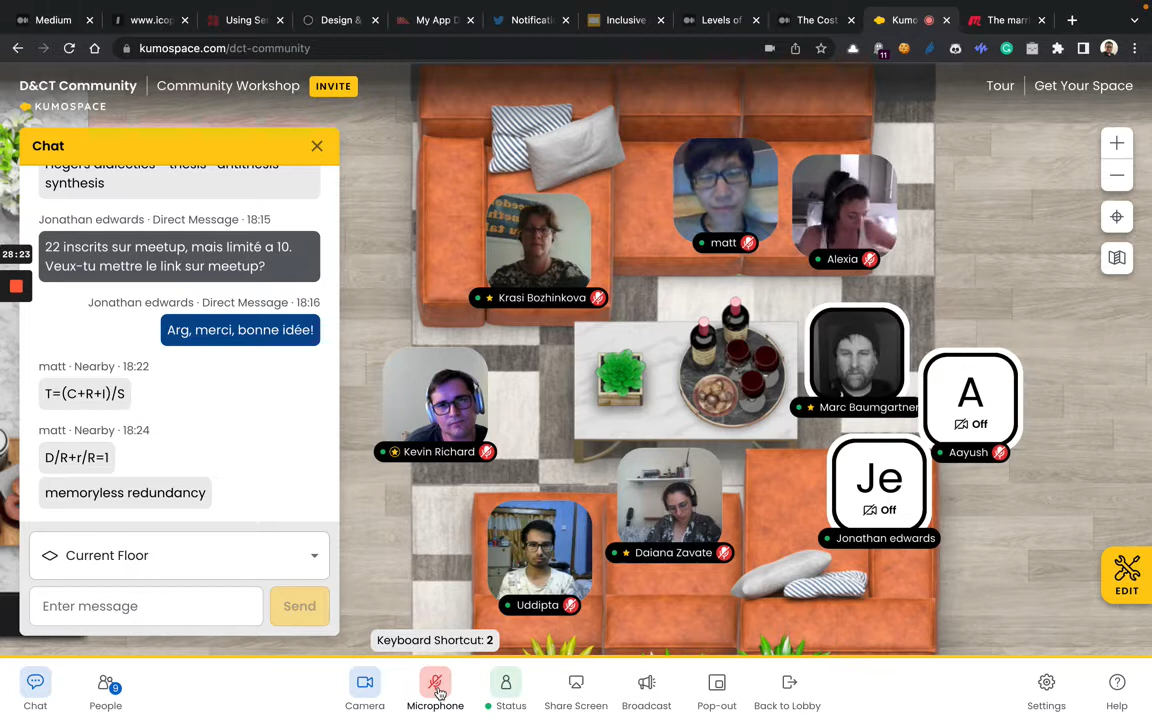 Medium
www.icop
Using Se
Design &
My App D
Notificati
Inclusive
Levels of
The Cost
Kumo
The marr
kumospace.com/dct-community
11
D&CT Community
Community Workshop
INVITE
KUMOSPACE
Tour
Get Your Space
Chat
synthesis
Jonathan edwards · Direct Message · 18:15
22 inscrits sur meetup, mais limité a 10.
Veux-tu mettre le link sur meetup?
28:23
Jonathan edwards · Direct Message · 18:16
Arg, merci, bonne idée!
matt · Nearby · 18:22
T=(C+R+I)/S
matt · Nearby · 18:24
D/R+r/R=1
memoryless redundancy
Current Floor
Enter message
Send
matt
Alexia
Krasi Bozhinkova
Marc Baumgartner
A
Off
Aayush
Kevin Richard
Je
Off
Jonathan edwards
Daiana Zavate
Uddipta
EDIT
Keyboard Shortcut: 2
Chat
9
People
Camera
Microphone
Status
Share Screen
Broadcast
Pop-out
Back to Lobby
Settings
Help